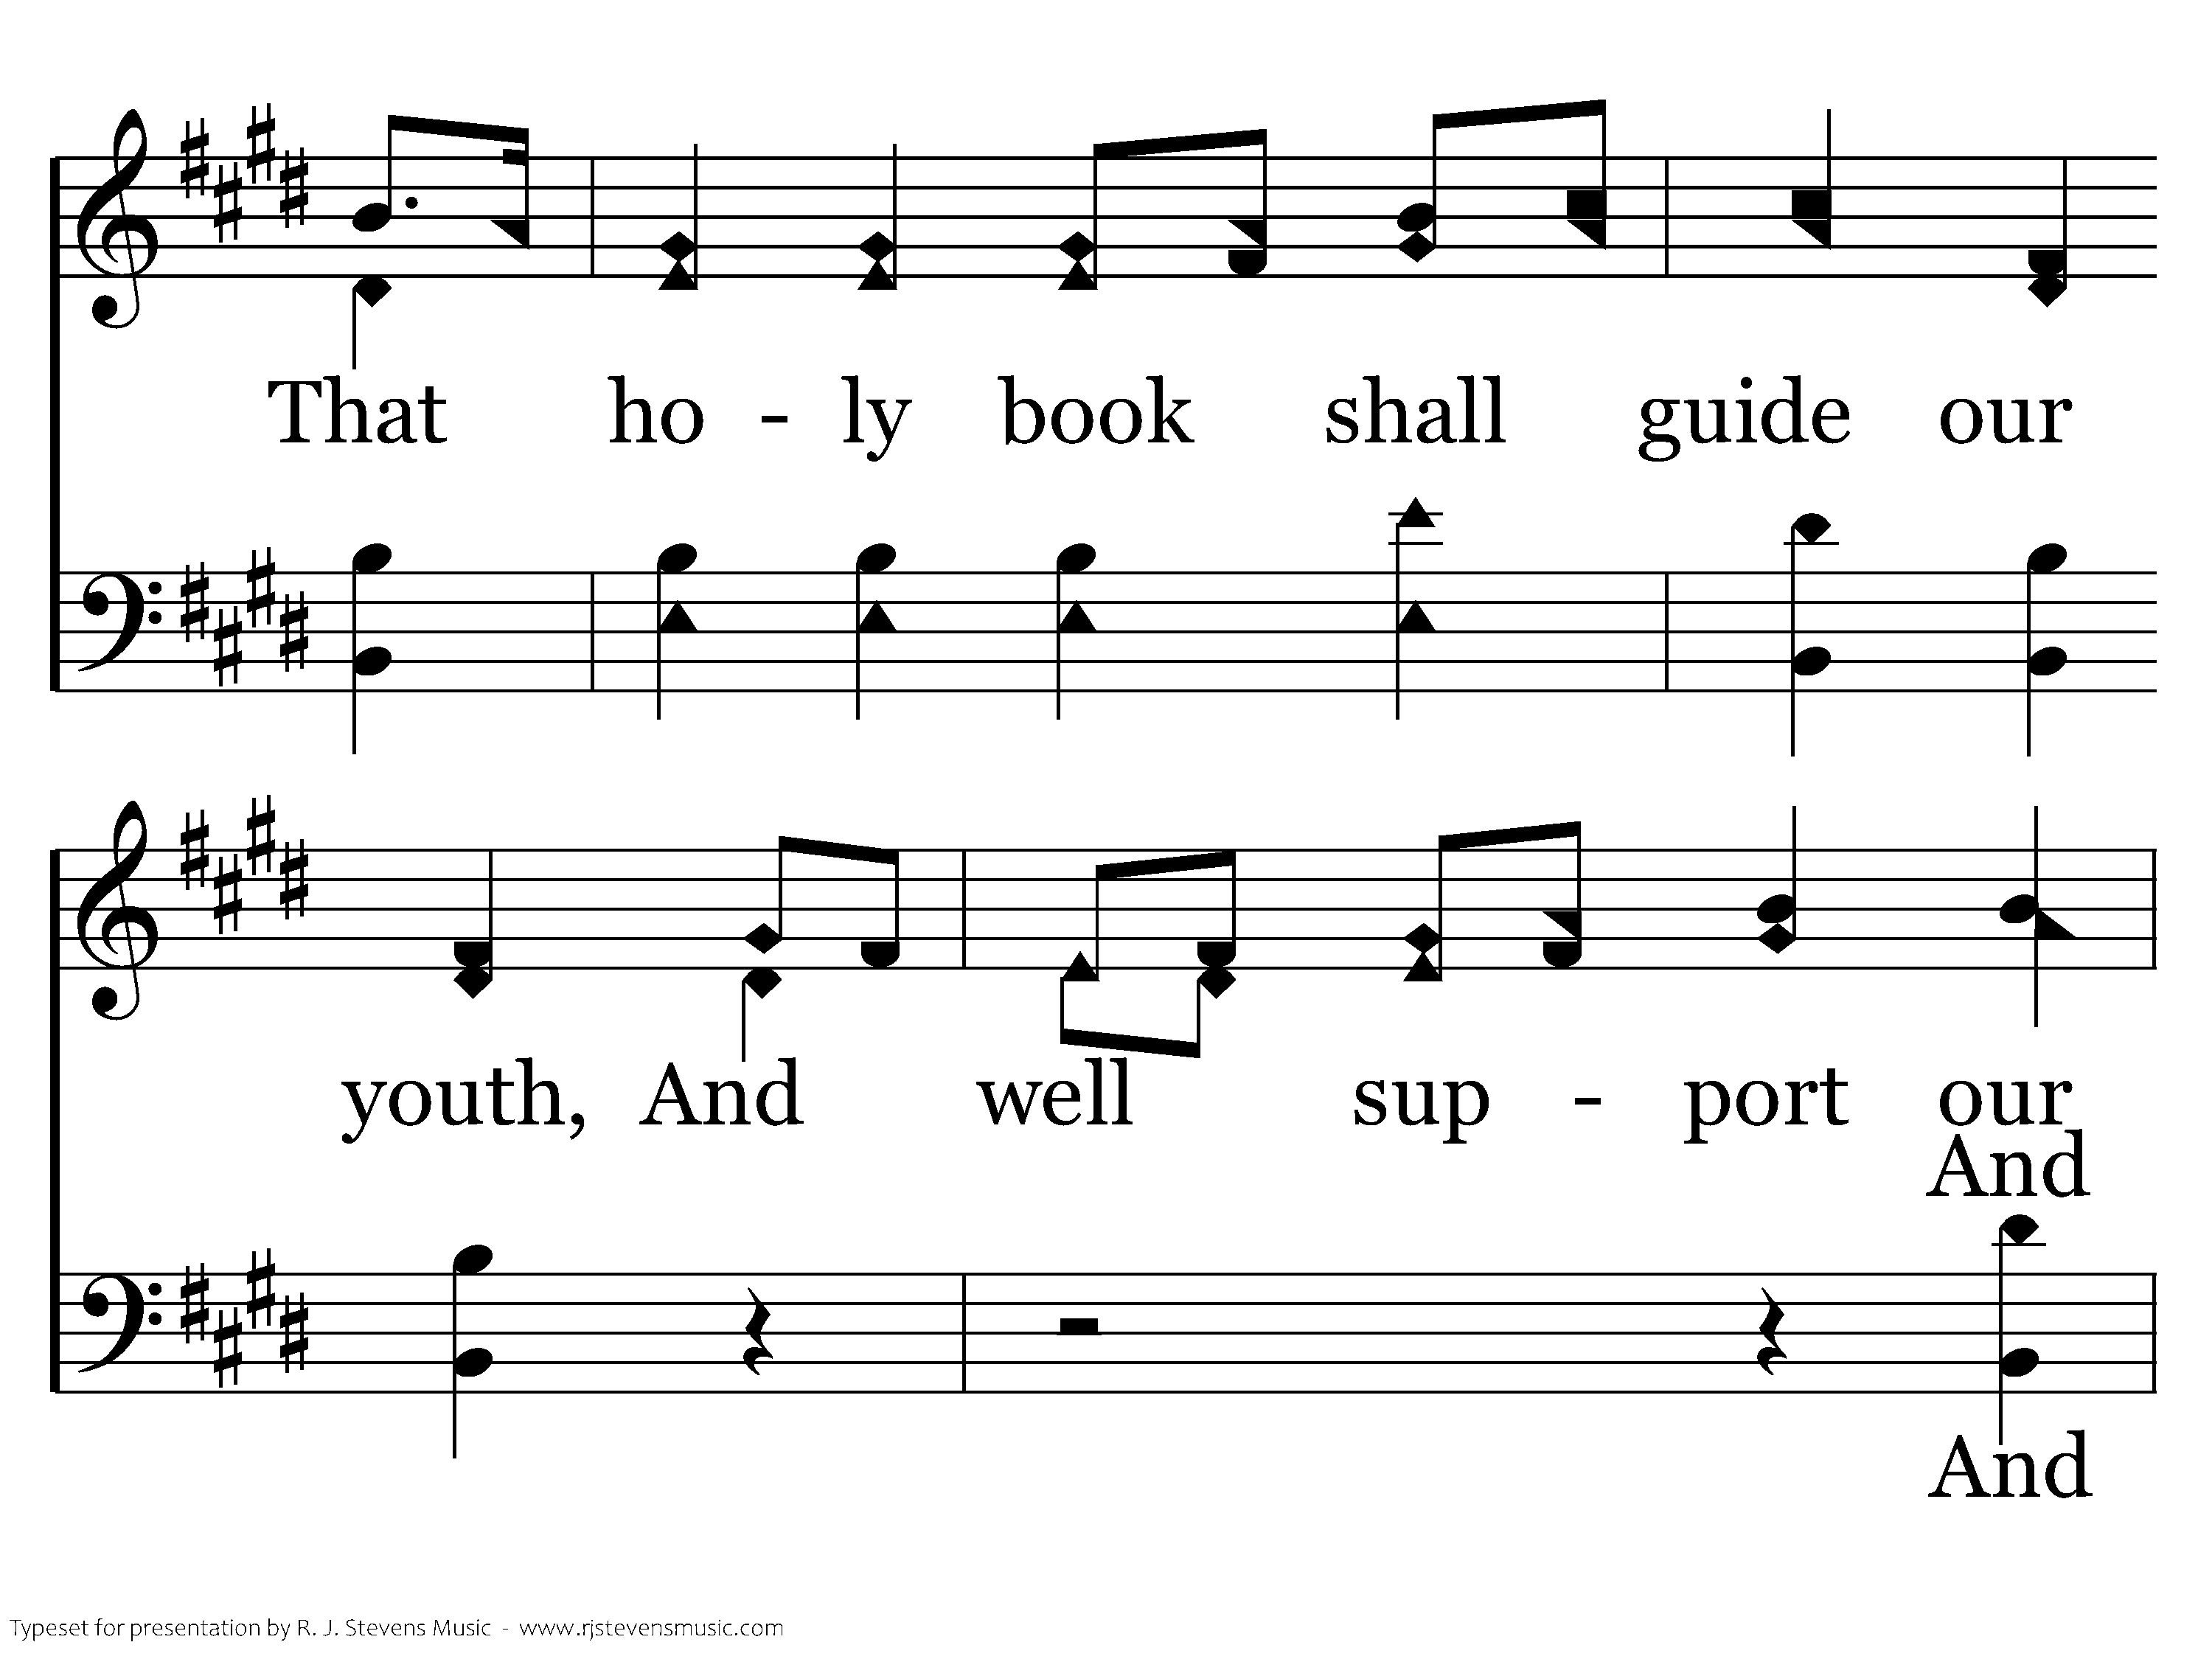 That ho - ly book shall guide our
youth, And well sup - port our
And
And
Typeset for presentation by R. J. Stevens Music - www.rjstevensmusic.com